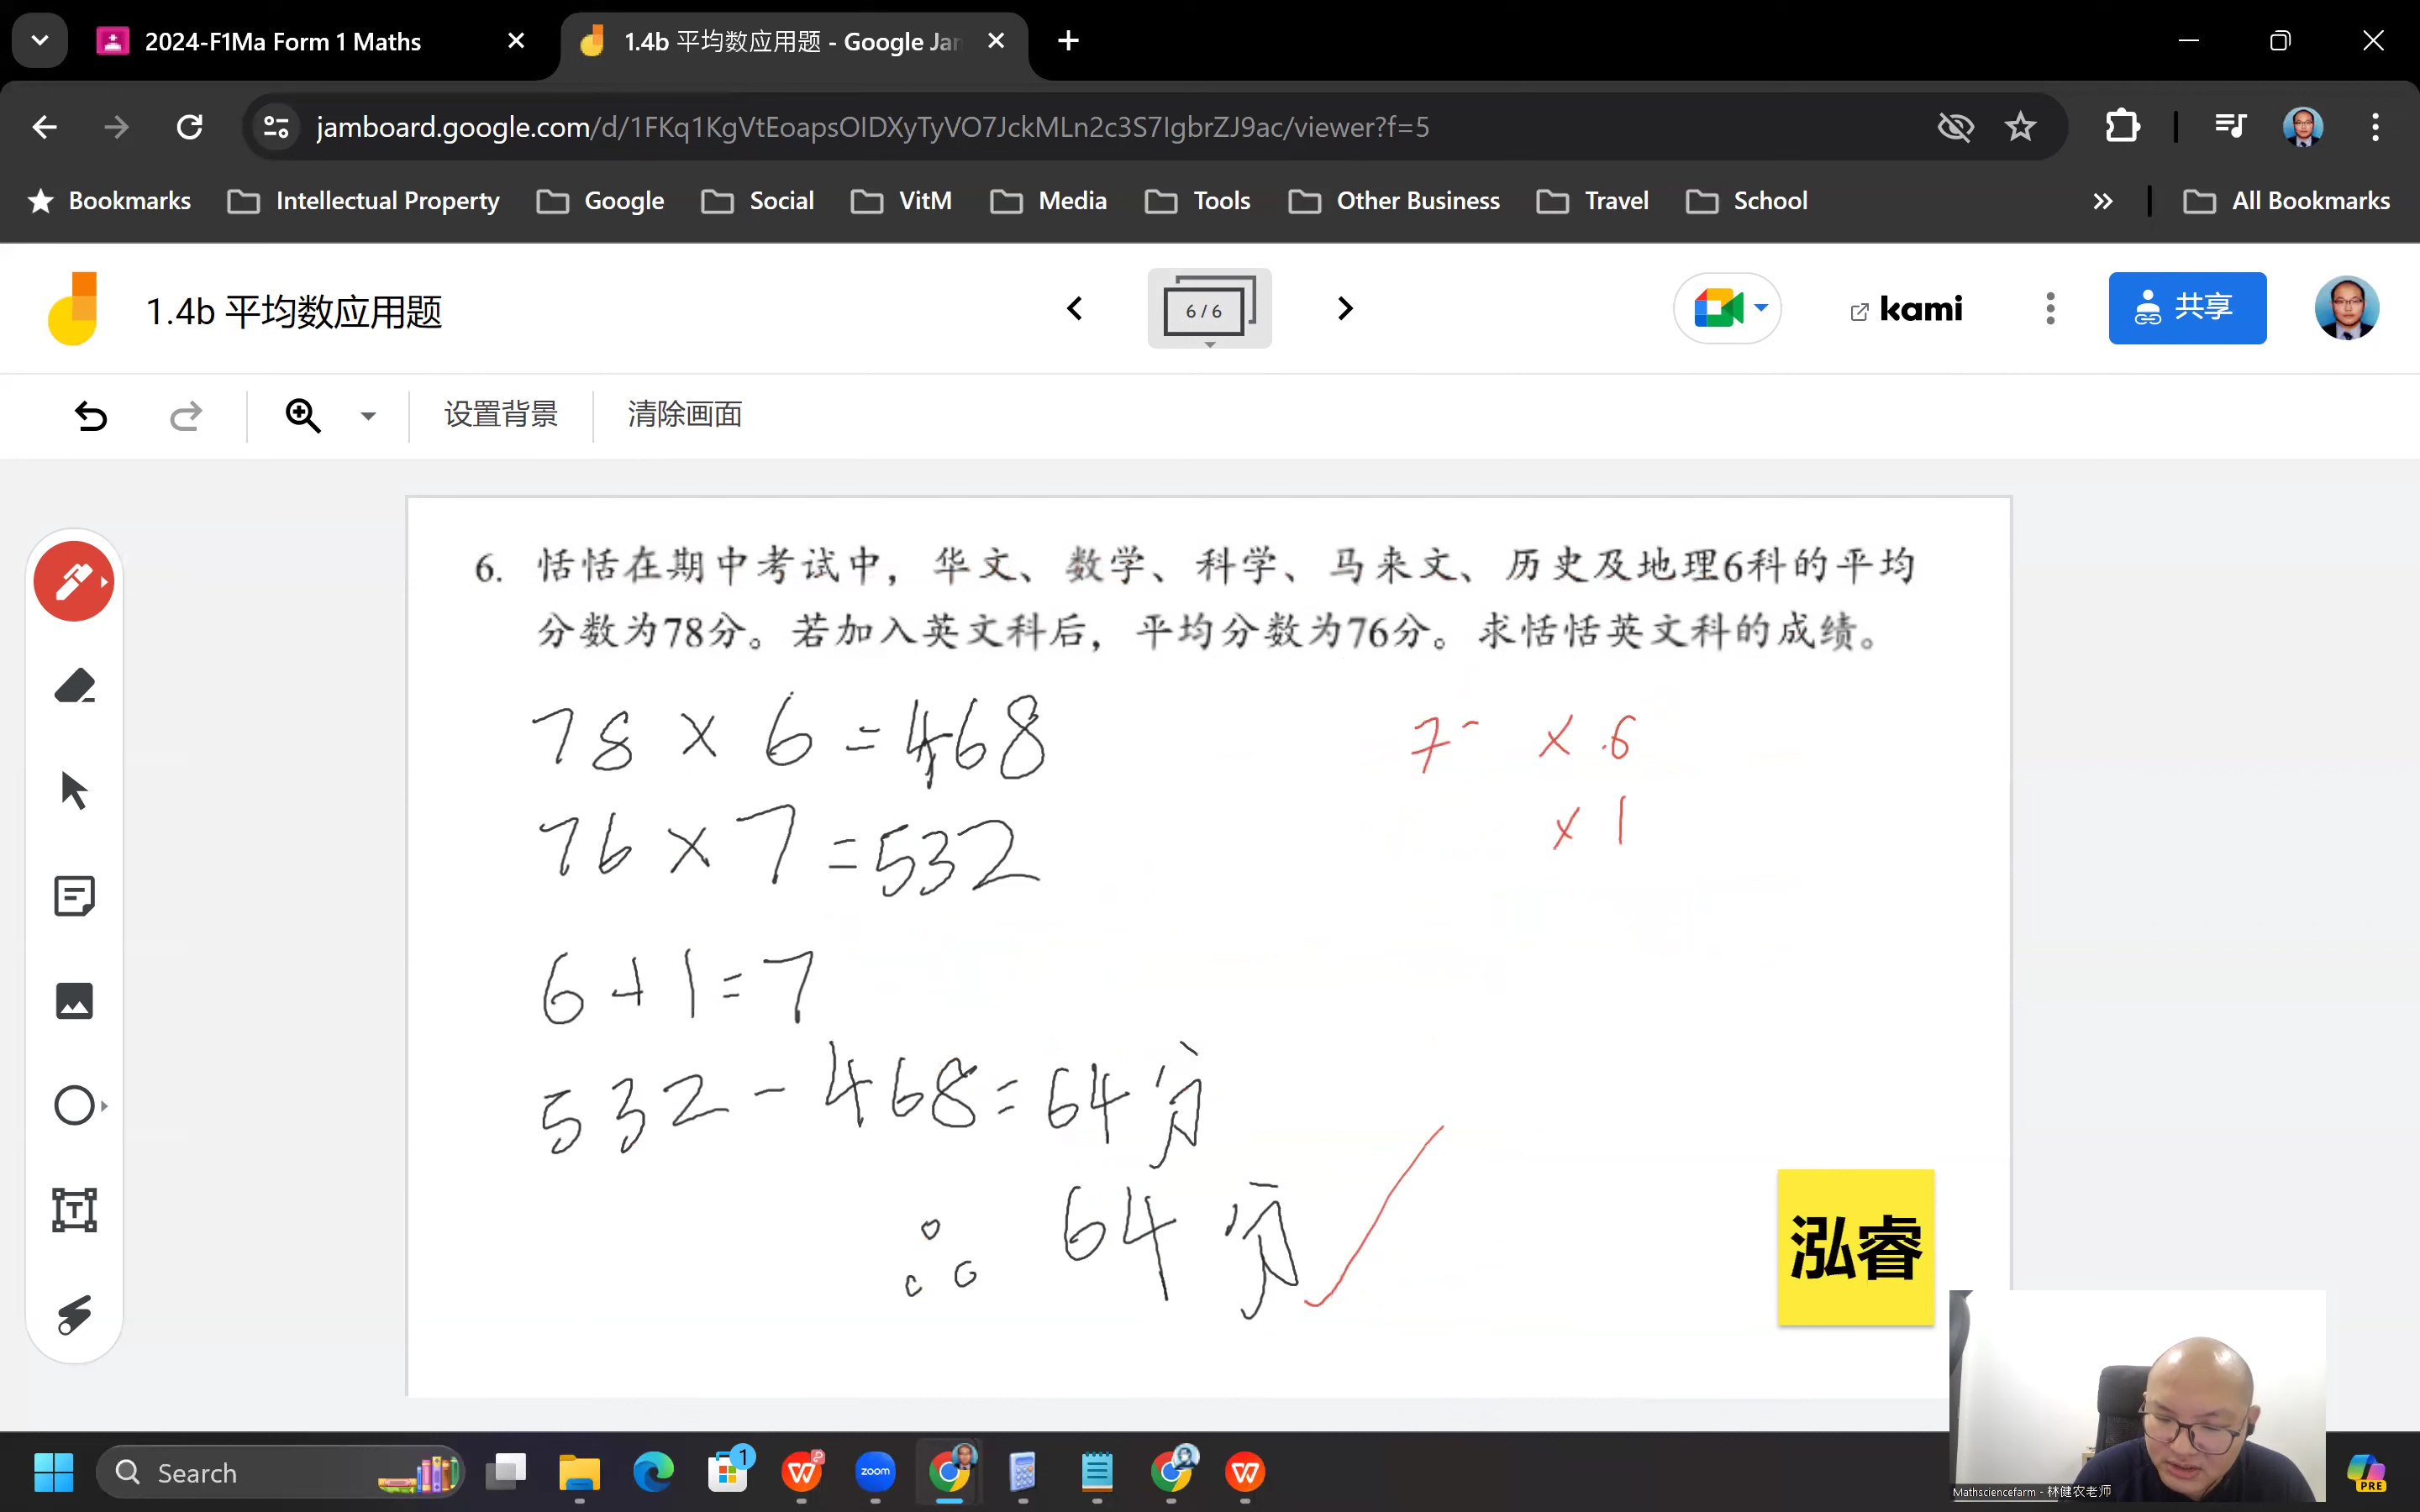 2024-F1Ma Form 1 Maths
1.4b 平均数应用题 - Google Jam
jamboard.google.com/d/1FKq1KgVtEoapsOIDXyTyVO7JckMLn2c3S7IgbrZJ9ac/viewer?f=5
Bookmarks Intellectual Property Google Social VitM Media Tools Other Business Travel School All Bookmarks
1.4b 平均数应用题
6 / 6
kami
共享
设置背景 清除画面
6. 恬恬在期中考试中，华文、数学、科学、马来文、历史及地理6科的平均
分数为78分。若加入英文科后，平均分数为76分。求恬恬英文科的成绩。
78 × 6 = 468
76 × 7 = 532
6 + 1 = 7
532 - 468 = 64 分
∴ 64 分
7 × 6
× 1
泓睿
T
Mathsciencefarm - 林健农老师
Search
1
zoom
PRE